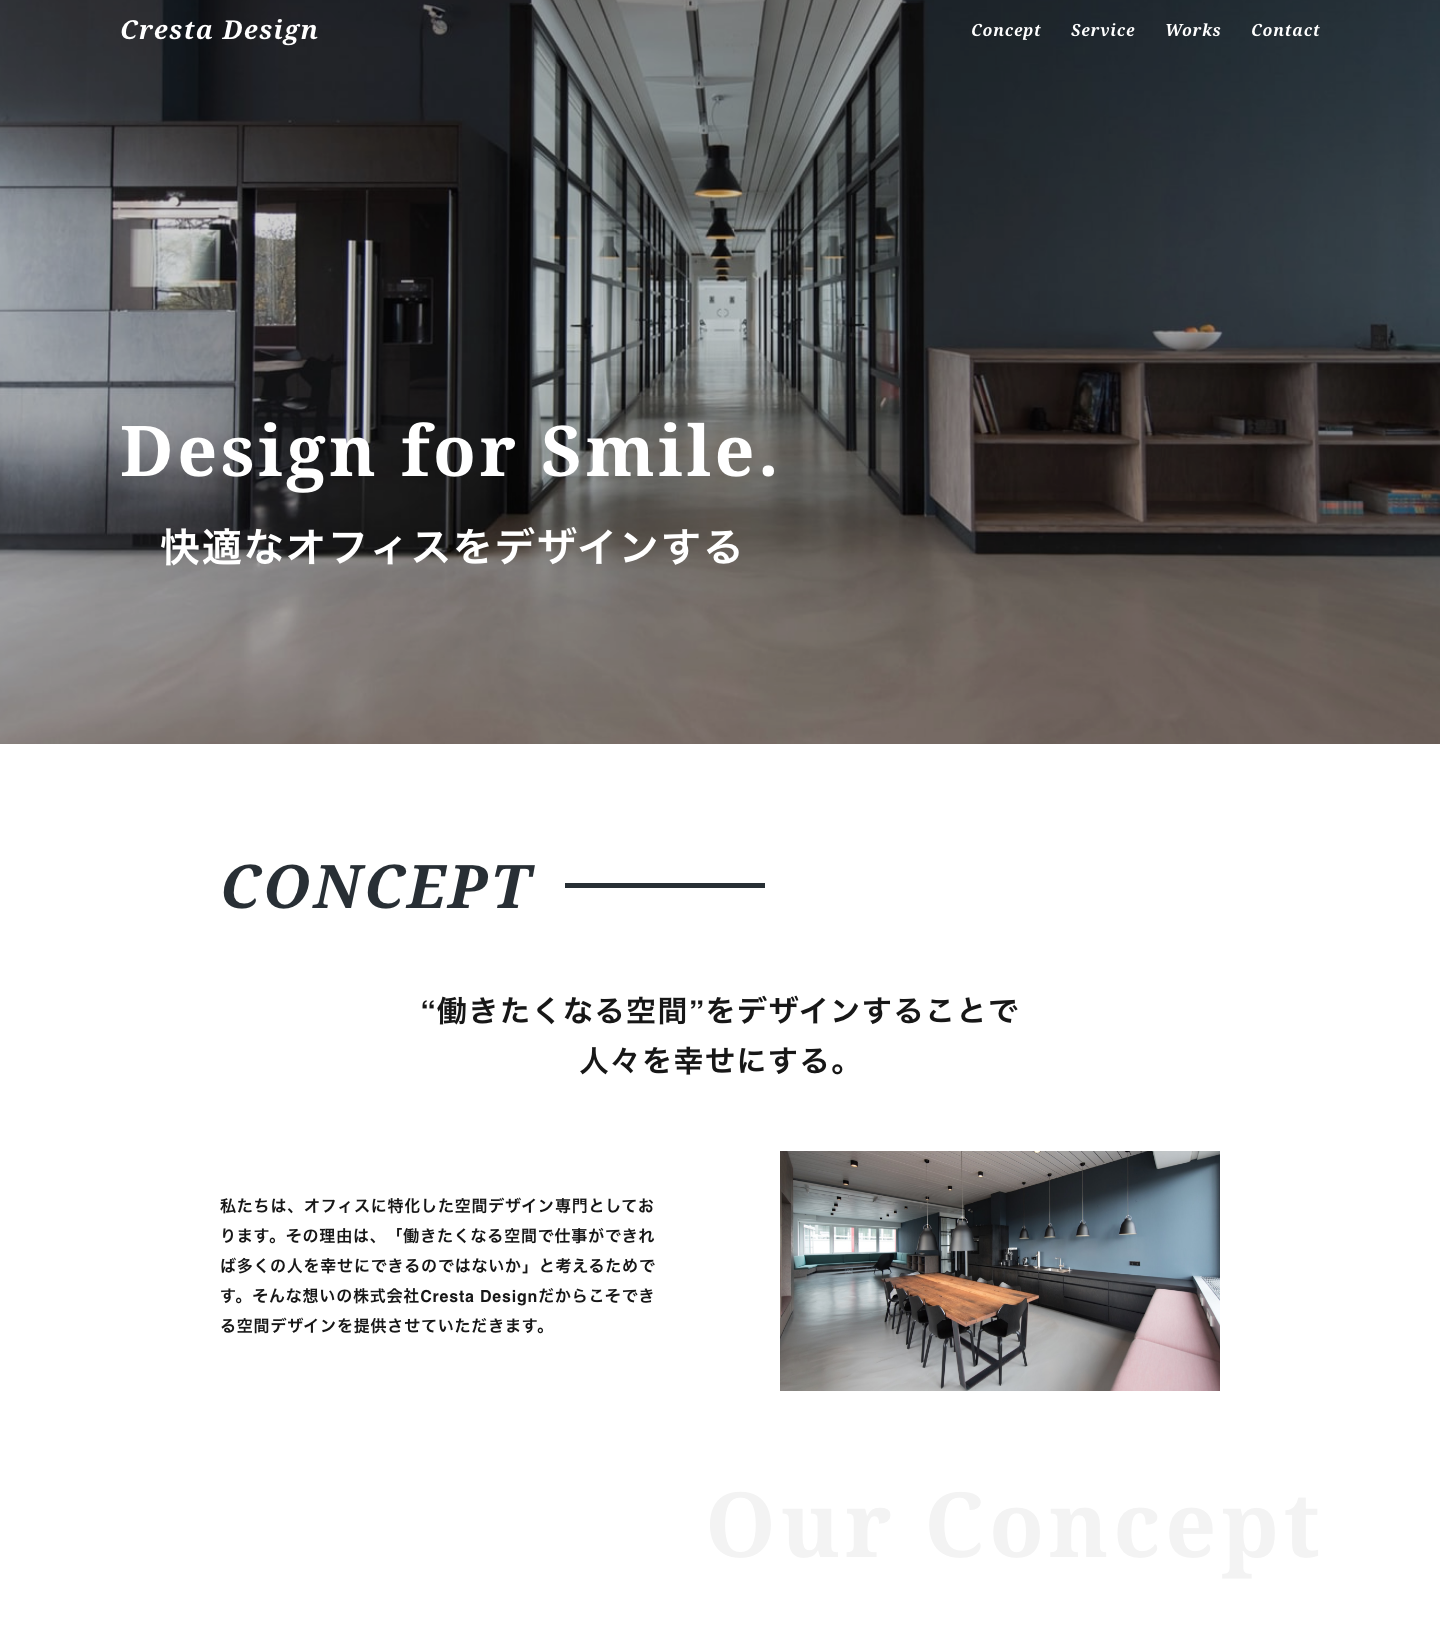 Cresta Design
Concept Service Works Contact
Design for Smile.
快適なオフィスをデザインする
CONCEPT
“働きたくなる空間”をデザインすることで
人々を幸せにする。
私たちは、オフィスに特化した空間デザイン専門としてお
ります。その理由は、「働きたくなる空間で仕事ができれ
ば多くの人を幸せにできるのではないか」と考えるためで
す。そんな想いの株式会社Cresta Designだからこそでき
る空間デザインを提供させていただきます。
Our Concept